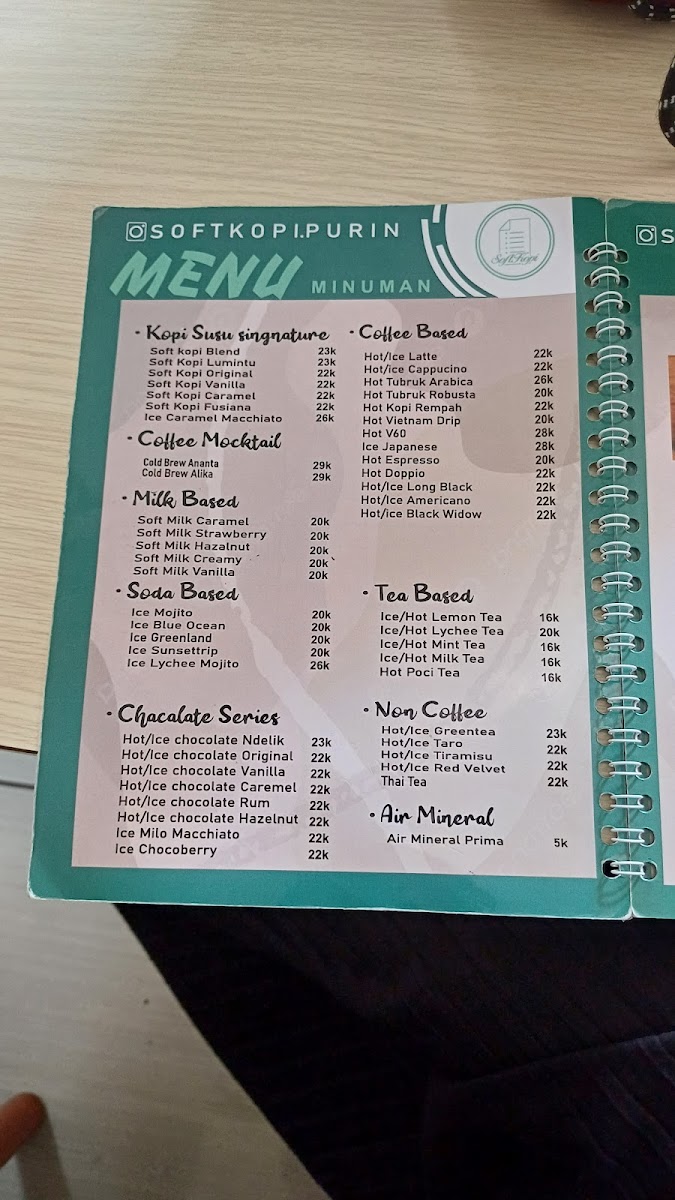 SOFTKOPI.PURIN
MENU MINUMAN
Soft Kopi
S
· Kopi Susu singnature
Soft kopi Blend 23k
Soft Kopi Lumintu 23k
Soft Kopi Original 22k
Soft Kopi Vanilla 22k
Soft Kopi Caramel 22k
Soft Kopi Fusiana 22k
Ice Caramel Macchiato 26k
· Coffee Mocktail
Cold Brew Ananta 29k
Cold Brew Alika 29k
· Milk Based
Soft Milk Caramel 20k
Soft Milk Strawberry 20k
Soft Milk Hazalnut 20k
Soft Milk Creamy 20k
Soft Milk Vanilla 20k
· Soda Based
Ice Mojito 20k
Ice Blue Ocean 20k
Ice Greenland 20k
Ice Sunsettrip 20k
Ice Lychee Mojito 26k
· Chacalate Series
Hot/Ice chocolate Ndelik 23k
Hot/Ice chocolate Original 22k
Hot/Ice chocolate Vanilla 22k
Hot/Ice chocolate Caremel 22k
Hot/Ice chocolate Rum 22k
Hot/Ice chocolate Hazelnut 22k
Ice Milo Macchiato 22k
Ice Chocoberry 22k
· Coffee Based
Hot/Ice Latte 22k
Hot/ice Cappucino 22k
Hot Tubruk Arabica 26k
Hot Tubruk Robusta 20k
Hot Kopi Rempah 22k
Hot Vietnam Drip 20k
Hot V60 28k
Ice Japanese 28k
Hot Espresso 20k
Hot Doppio 22k
Hot/Ice Long Black 22k
Hot/Ice Americano 22k
Hot/ice Black Widow 22k
· Tea Based
Ice/Hot Lemon Tea 16k
Ice/Hot Lychee Tea 20k
Ice/Hot Mint Tea 16k
Ice/Hot Milk Tea 16k
Hot Poci Tea 16k
· Non Coffee
Hot/Ice Greentea 23k
Hot/Ice Taro 22k
Hot/Ice Tiramisu
Hot/Ice Red Velvet 22k
Thai Tea 22k
· Air Mineral
Air Mineral Prima 5k